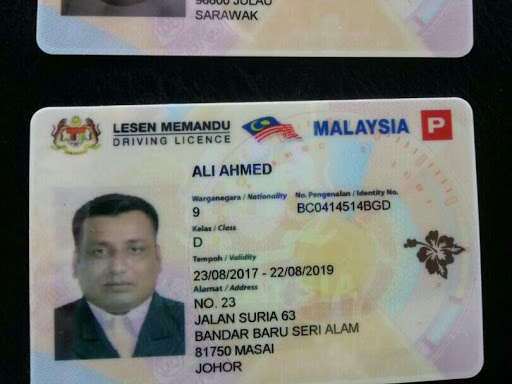 96600 JULAU
SARAWAK
LESEN MEMANDU
DRIVING LICENCE
MALAYSIA
P
ALI AHMED
Warganegara / Nationality No. Pengenalan / Identity No.
9 BC0414514BGD
Kelas / Class
D
Tempoh / Validity
23/08/2017 - 22/08/2019
Alamat / Address
NO. 23
JALAN SURIA 63
BANDAR BARU SERI ALAM
81750 MASAI
JOHOR